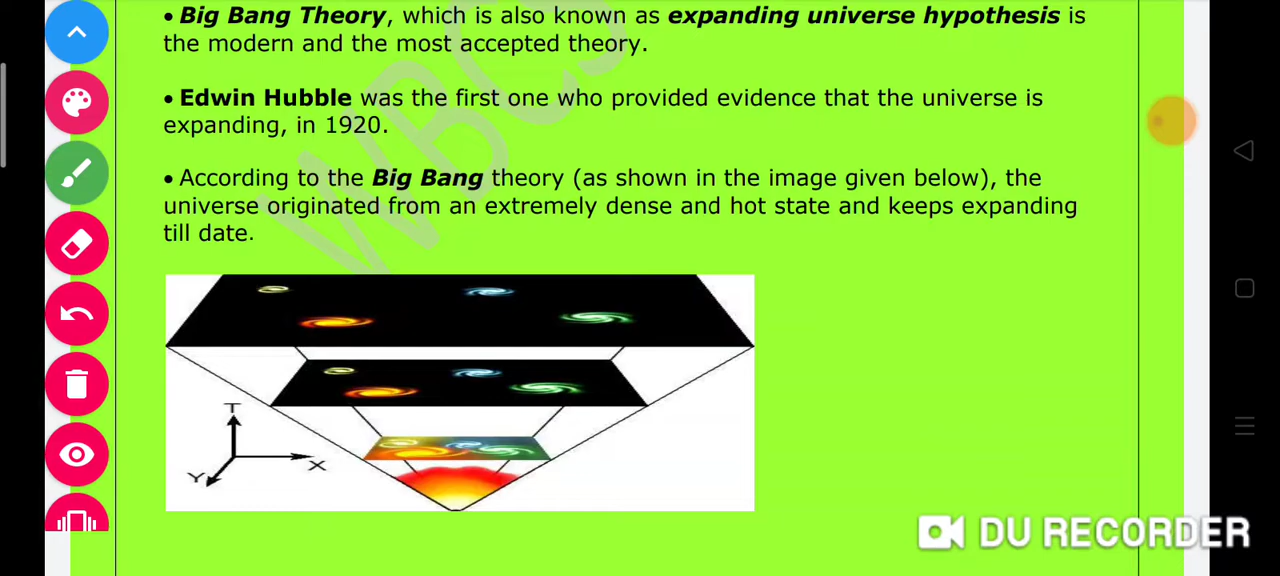 • Big Bang Theory, which is also known as expanding universe hypothesis is
the modern and the most accepted theory.
• Edwin Hubble was the first one who provided evidence that the universe is
expanding, in 1920.
• According to the Big Bang theory (as shown in the image given below), the
universe originated from an extremely dense and hot state and keeps expanding
till date.
WBCS
T
X
Y
DU RECORDER